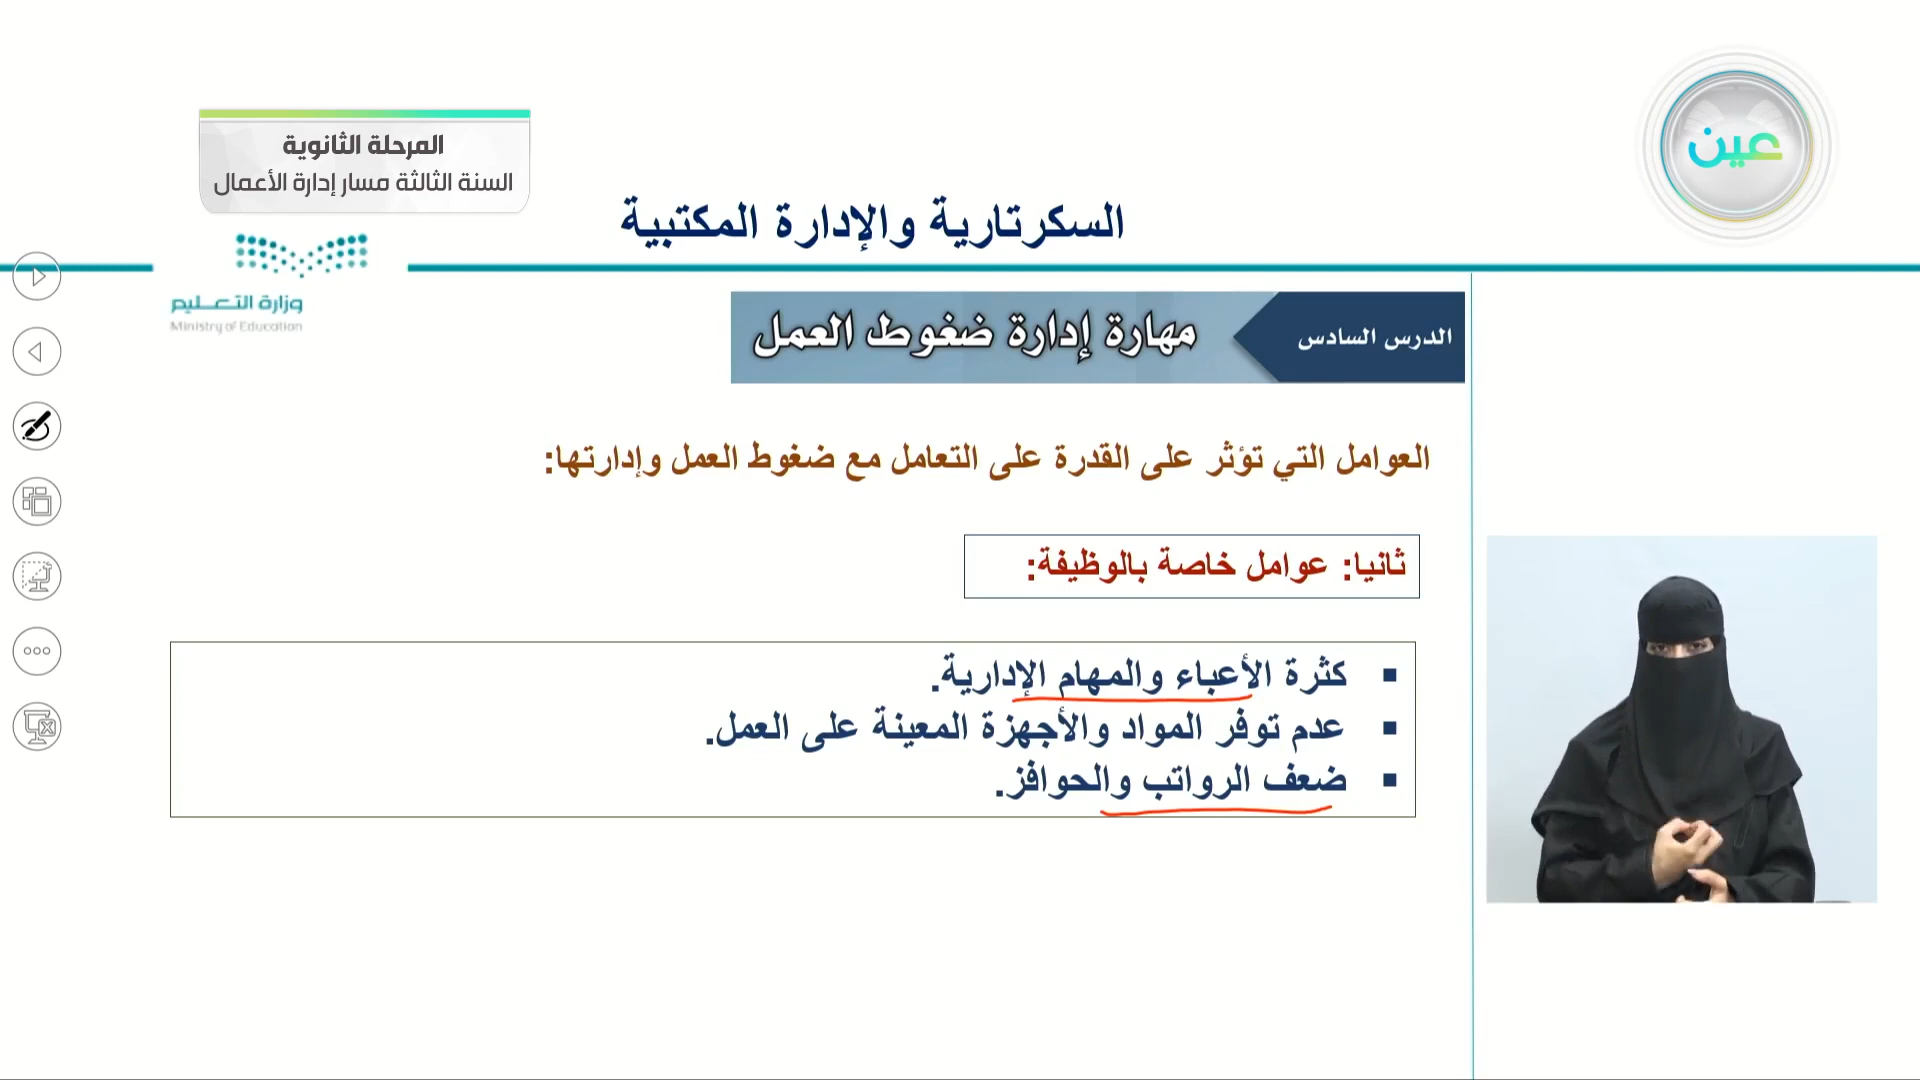 عين
المرحلة الثانوية
السنة الثالثة مسار إدارة الأعمال
السكرتارية والإدارة المكتبية
وزارة التعليم
Ministry of Education
الدرس السادس
مهارة إدارة ضغوط العمل
العوامل التي تؤثر على القدرة على التعامل مع ضغوط العمل وإدارتها:
ثانيا: عوامل خاصة بالوظيفة:
▪ كثرة الأعباء والمهام الإدارية.
▪ عدم توفر المواد والأجهزة المعينة على العمل.
▪ ضعف الرواتب والحوافز.